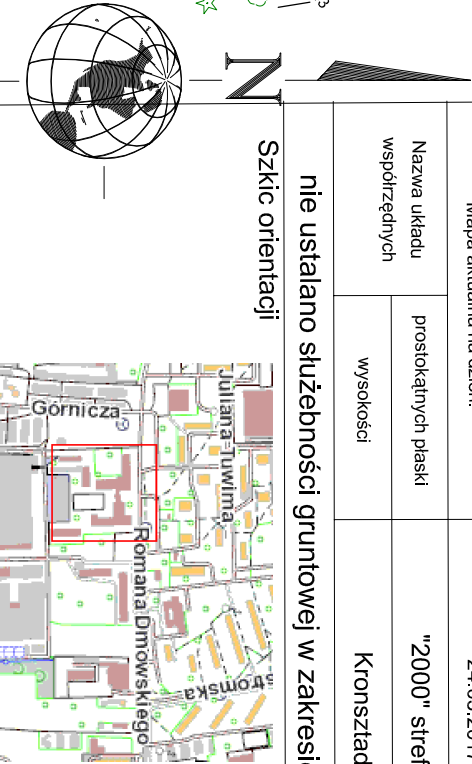 Nazwa układu
współrzędnych
prostokątnych płaski
"2000" stref
wysokości
Kronsztad
nie ustalano służebności gruntowej w zakresie
Szkic orientacji
N
Juliana Tuwima
Górnicza
Romana Dmowskiego
stromska